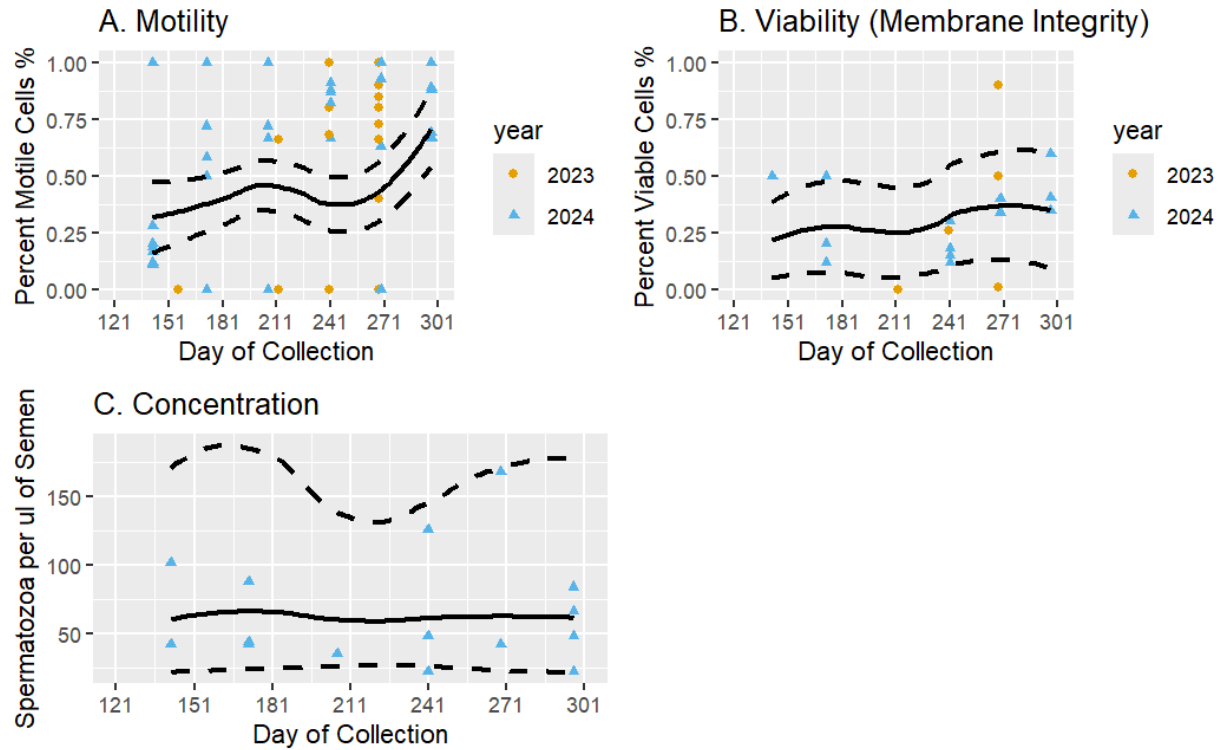 A. Motility
Percent Motile Cells %
1.00
0.75
0.50
0.25
0.00
121 151 181 211 241 271 301
Day of Collection
year
2023
2024
B. Viability (Membrane Integrity)
Percent Viable Cells %
1.00
0.75
0.50
0.25
0.00
121 151 181 211 241 271 301
Day of Collection
year
2023
2024
C. Concentration
Spermatozoa per ul of Semen
150
100
50
121 151 181 211 241 271 301
Day of Collection